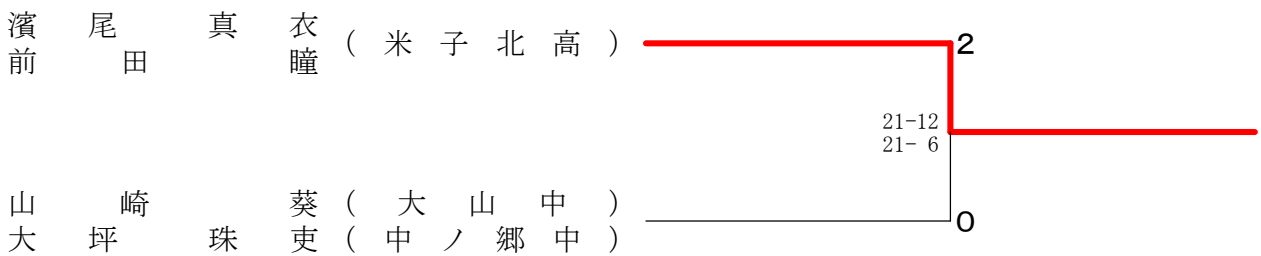 濱尾 真衣
前田 瞳
(米子北高)
2
21-12
21- 6
山崎 葵(大山中)
大坪 珠吏(中ノ郷中)
0